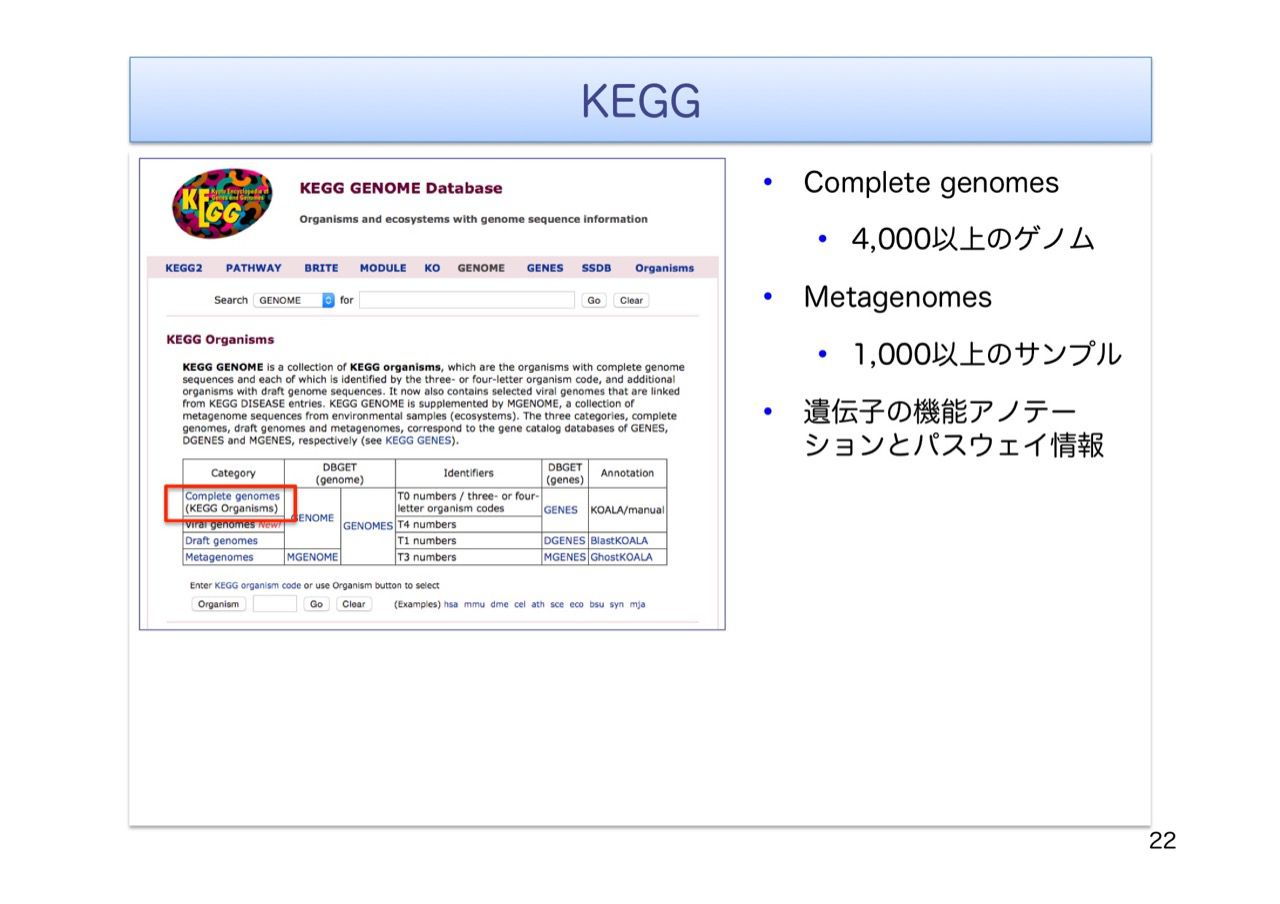 KEGG
KEGG
Kyoto Encyclopedia of
Genes and Genomes
KEGG GENOME Database
Organisms and ecosystems with genome sequence information
KEGG2 PATHWAY BRITE MODULE KO GENOME GENES SSDB Organisms
Search GENOME for Go Clear
KEGG Organisms
KEGG GENOME is a collection of KEGG organisms, which are the organisms with complete genome
sequences and each of which is identified by the three- or four-letter organism code, and additional
organisms with draft genome sequences. It now also contains selected viral genomes that are linked
from KEGG DISEASE entries. KEGG GENOME is supplemented by MGENOME, a collection of
metagenome sequences from environmental samples (ecosystems). The three categories, complete
genomes, draft genomes and metagenomes, correspond to the gene catalog databases of GENES,
DGENES and MGENES, respectively (see KEGG GENES).
Category DBGET (genome) Identifiers DBGET (genes) Annotation
Complete genomes
(KEGG Organisms)
GENOME
GENOMES
T0 numbers / three- or four-
letter organism codes
GENES
KOALA/manual
Viral genomes New!
T4 numbers
Draft genomes T1 numbers DGENES BlastKOALA
Metagenomes MGENOME T3 numbers MGENES GhostKOALA
Enter KEGG organism code or use Organism button to select
Organism Go Clear (Examples) hsa mmu dme cel ath sce eco bsu syn mja
• Complete genomes
• 4,000以上のゲノム
• Metagenomes
• 1,000以上のサンプル
• 遺伝子の機能アノテー
ションとパスウェイ情報
22